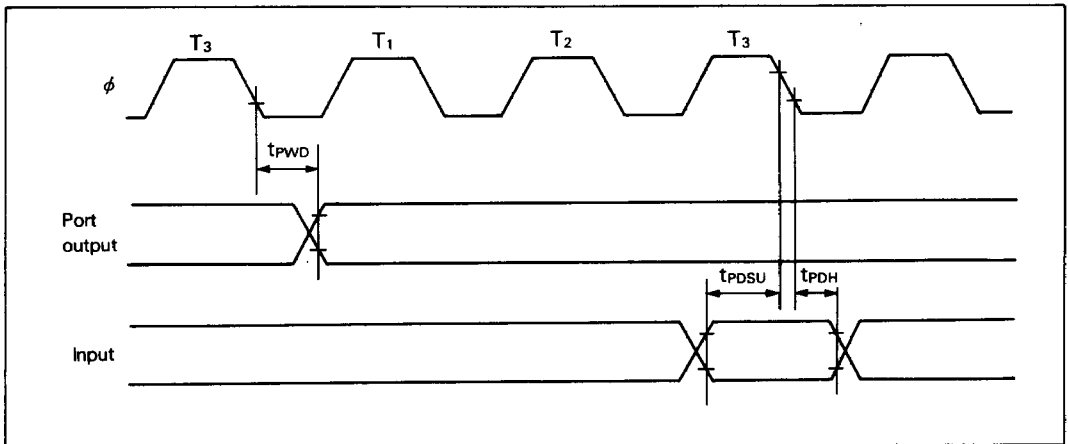 T3 T1 T2 T3
ϕ
tPWD
Port
output
tPDSU tPDH
Input